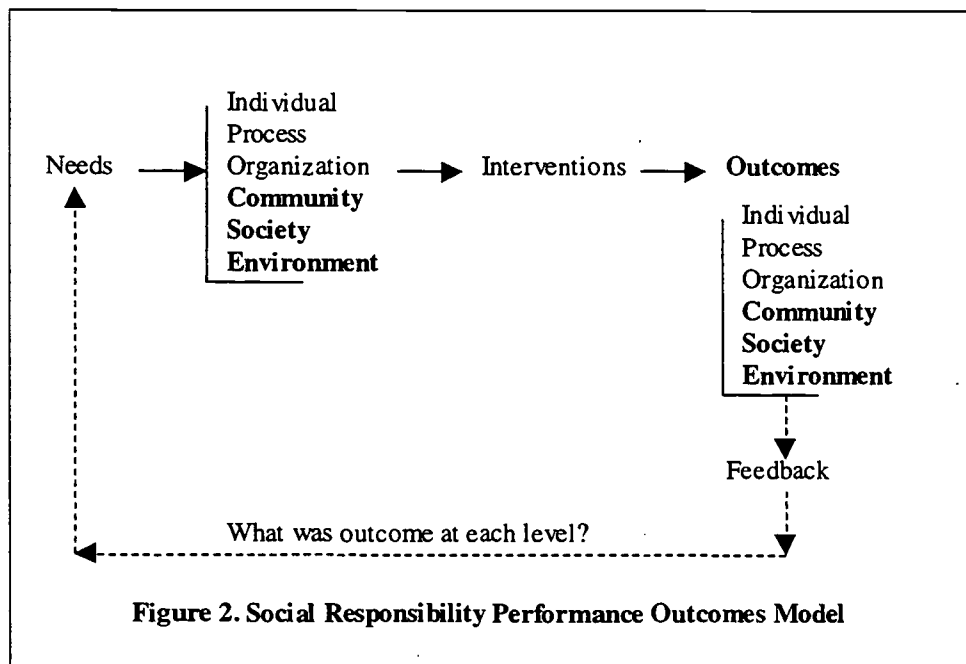 Individual
Process
Needs
Organization
Interventions
Outcomes
Community
Society
Environment
Individual
Process
Organization
Community
Society
Environment
Feedback
What was outcome at each level?
Figure 2. Social Responsibility Performance Outcomes Model